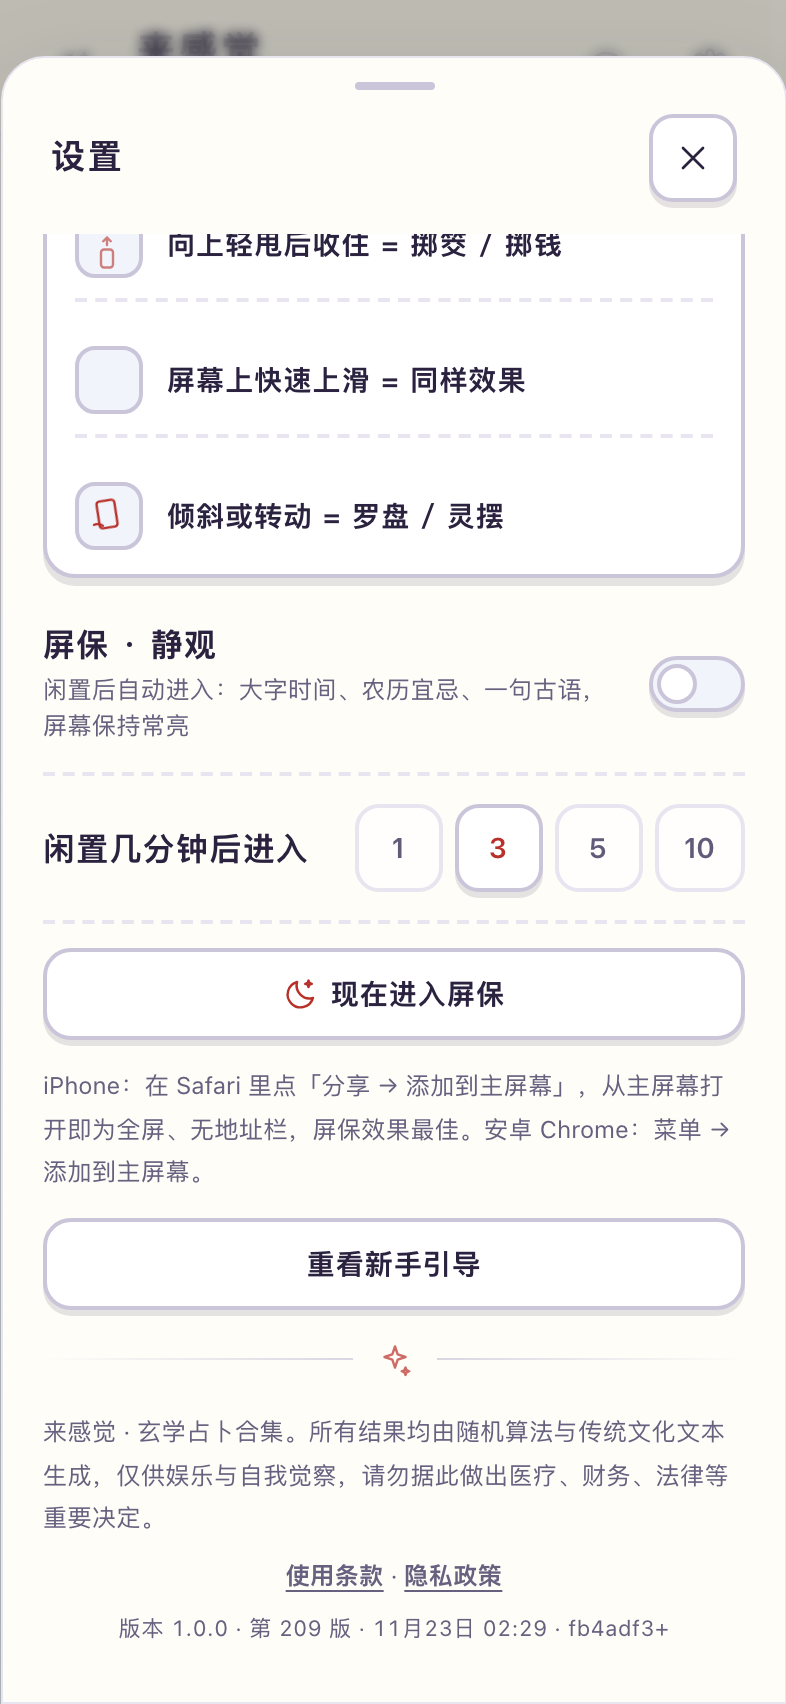 来感觉
设置
向上轻甩后收住 = 掷筊 / 掷钱
屏幕上快速上滑 = 同样效果
倾斜或转动 = 罗盘 / 灵摆
屏保 · 静观
闲置后自动进入：大字时间、农历宜忌、一句古语，
屏幕保持常亮
闲置几分钟后进入
1
3
5
10
现在进入屏保
iPhone：在 Safari 里点「分享 → 添加到主屏幕」，从主屏幕打
开即为全屏、无地址栏，屏保效果最佳。安卓 Chrome：菜单 →
添加到主屏幕。
重看新手引导
来感觉 · 玄学占卜合集。所有结果均由随机算法与传统文化文本
生成，仅供娱乐与自我觉察，请勿据此做出医疗、财务、法律等
重要决定。
使用条款 · 隐私政策
版本 1.0.0 · 第 209 版 · 11月23日 02:29 · fb4adf3+